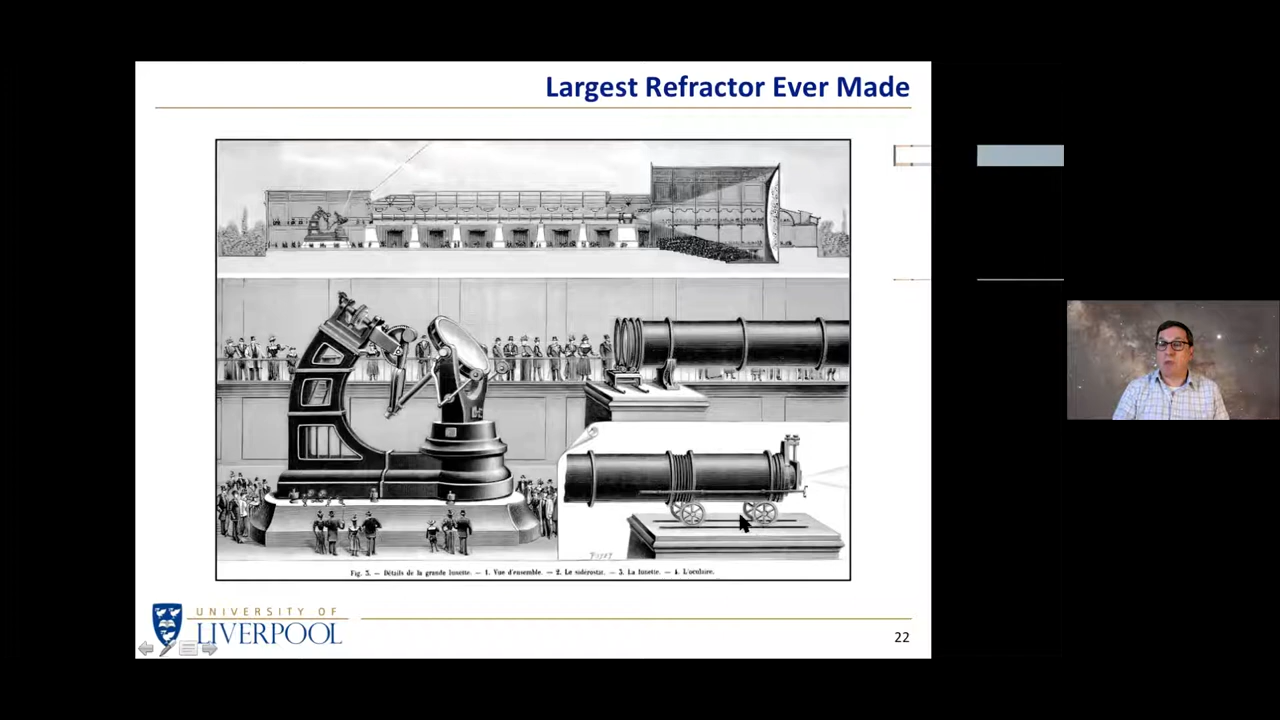 Largest Refractor Ever Made
Fig. 3. — Détails de la grande lunette. — 1. Vue d'ensemble. — 2. Le sidérostat. — 3. La lunette. — 4. L'oculaire.
UNIVERSITY OF
LIVERPOOL
22